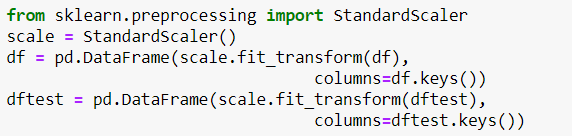 from sklearn.preprocessing import StandardScaler
scale = StandardScaler()
df = pd.DataFrame(scale.fit_transform(df),
                                columns=df.keys())
dftest = pd.DataFrame(scale.fit_transform(dftest),
                                columns=dftest.keys())